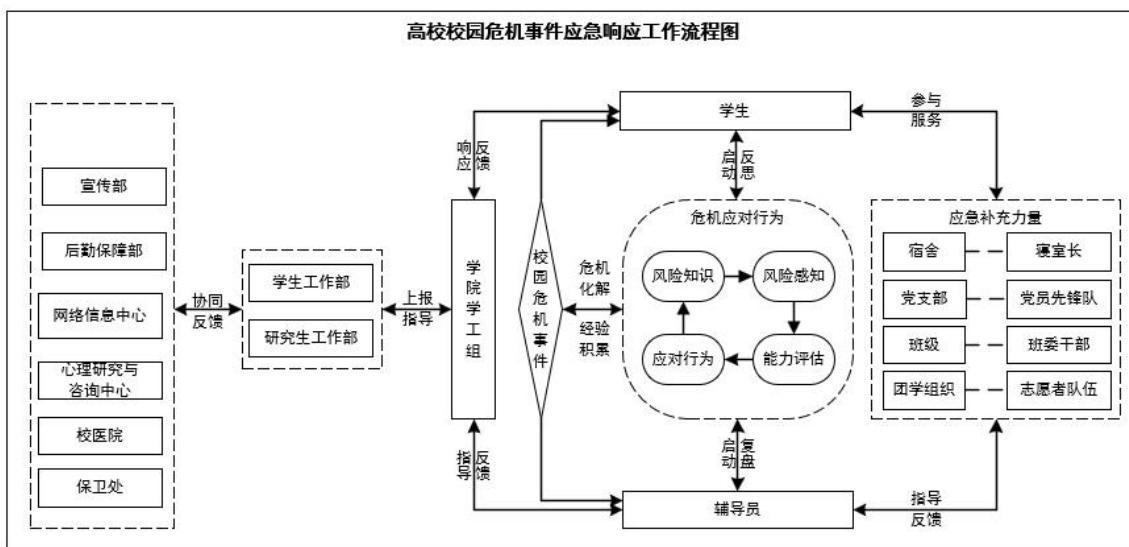 高校校园危机事件应急响应工作流程图
宣传部
后勤保障部
网络信息中心
心理研究与
咨询中心
校医院
保卫处
协同
反馈
学生工作部
研究生工作部
上报
指导
响应
反馈
学院学工组
指导
反馈
校园危机事件
危机
化解
经验
积累
学生
启动
反思
危机应对行为
风险知识
风险感知
应对行为
能力评估
启动
复盘
辅导员
参与
服务
应急补充力量
宿舍
寝室长
党支部
党员先锋队
班级
班委干部
团学组织
志愿者队伍
指导
反馈